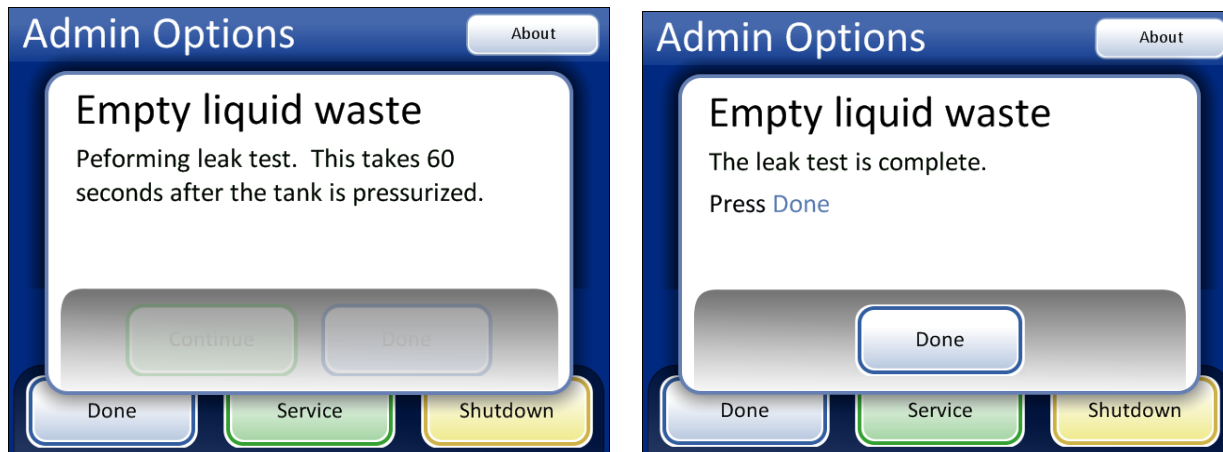 Admin Options
About
Empty liquid waste
Peforming leak test.  This takes 60
seconds after the tank is pressurized.
Continue
Done
Done
Service
Shutdown
Admin Options
About
Empty liquid waste
The leak test is complete.
Press Done
Done
Done
Service
Shutdown